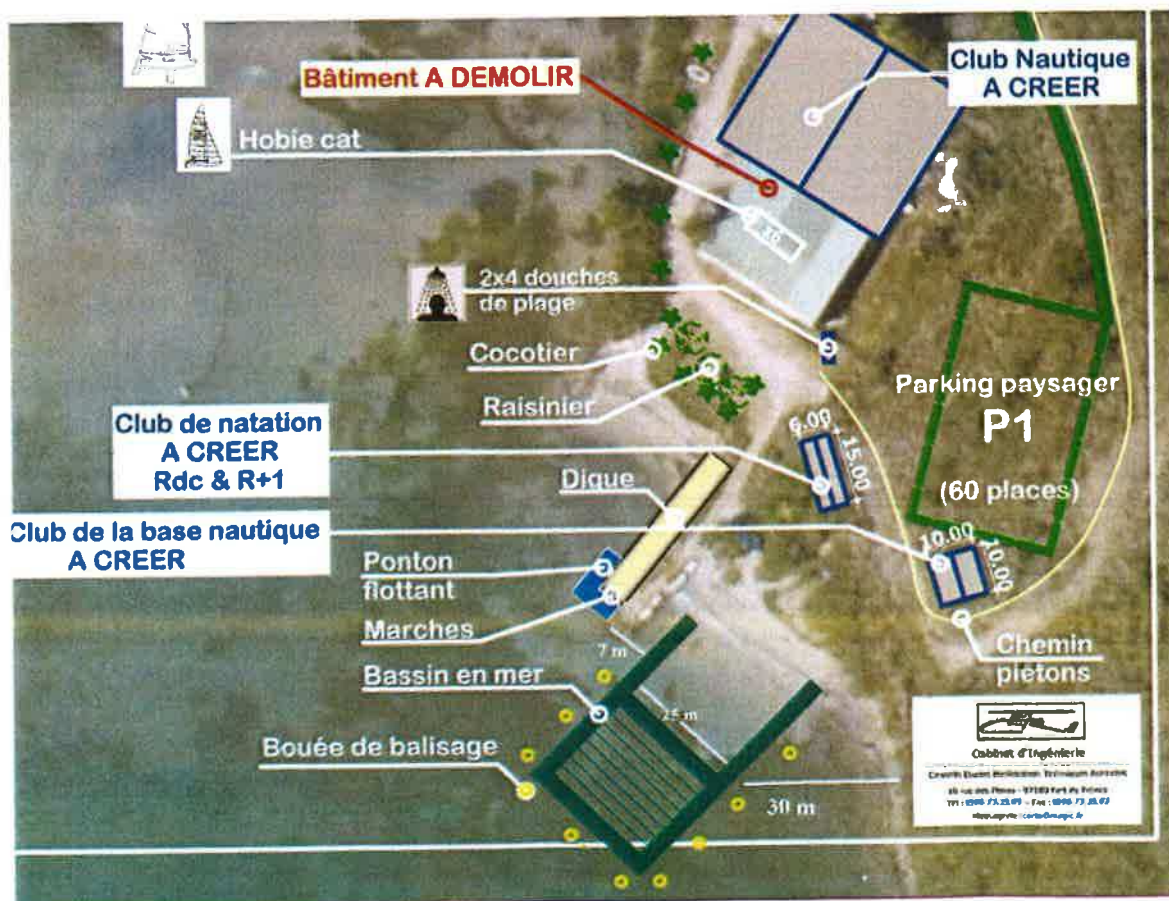 Bâtiment A DEMOLIR
Club Nautique
A CREER
Hobie cat
x6
2x4 douches
de plage
Cocotier
Raisinier
Parking paysager
P1
(60 places)
Club de natation
A CREER
Rdc & R+1
6.00
15.00
Digue
Club de la base nautique
A CREER
10.00
10.00
Ponton
flottant
Marches
7 m
Chemin
piétons
Bassin en mer
25 m
Bouée de balisage
30 m
Cabinet d'Ingénierie